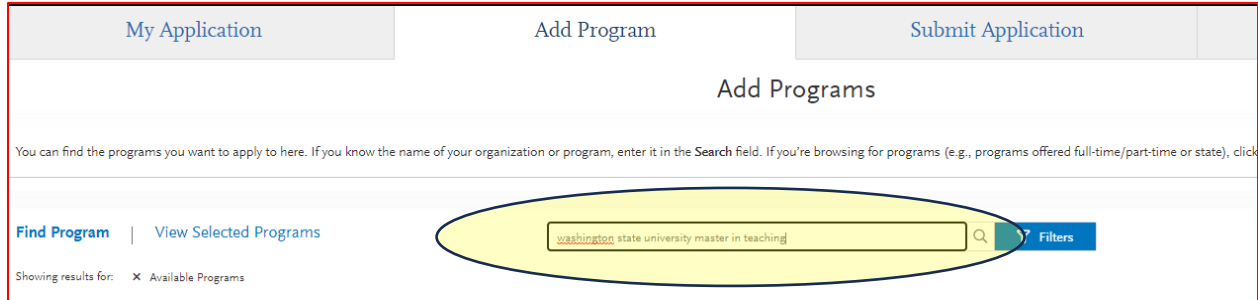 My Application Add Program Submit Application
Add Programs
You can find the programs you want to apply to here. If you know the name of your organization or program, enter it in the Search field. If you're browsing for programs (e.g., programs offered full-time/part-time or state), click
Find Program | View Selected Programs washington state university master in teaching Filters
Showing results for: × Available Programs